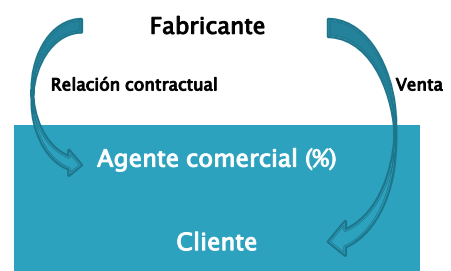 Fabricante
Relación contractual
Venta
Agente comercial (%)
Cliente